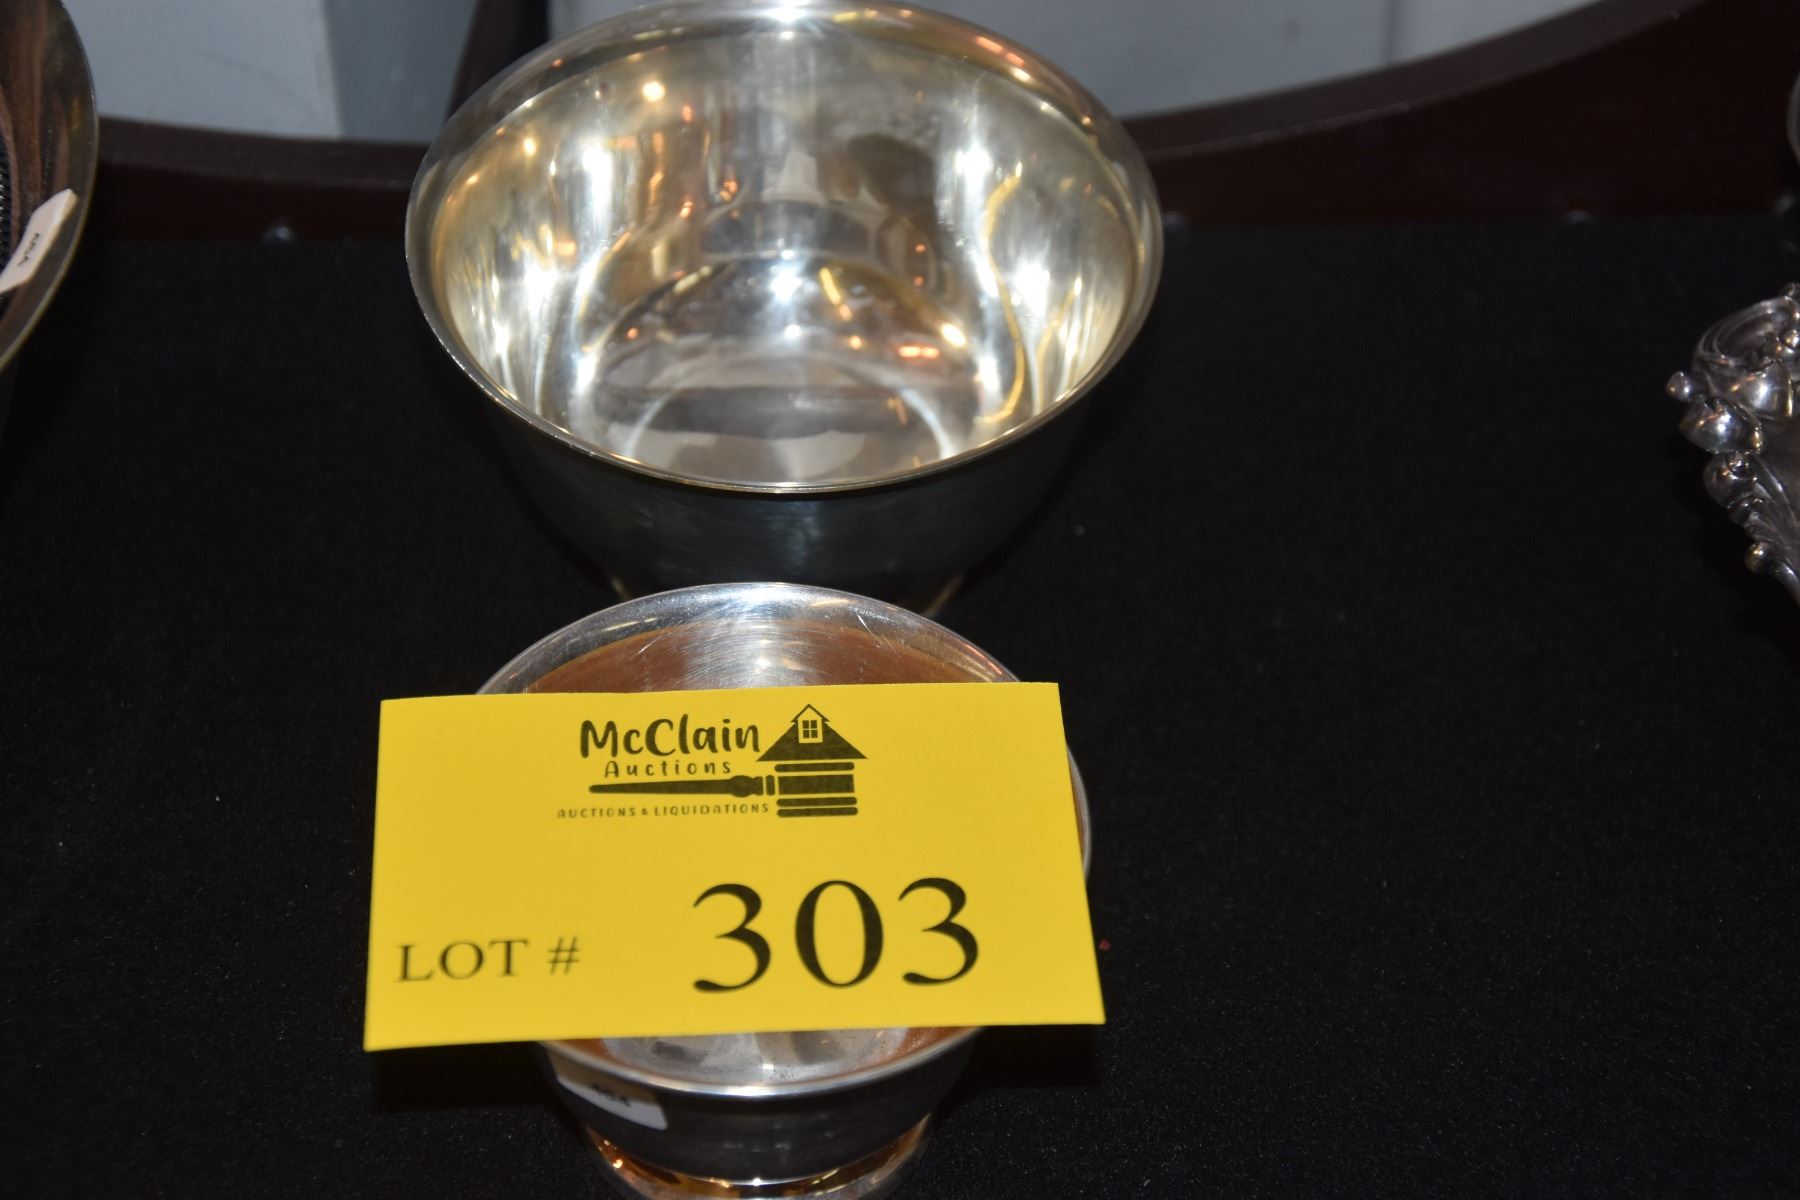 McClain
Auctions
AUCTIONS & LIQUIDATIONS
LOT # 303